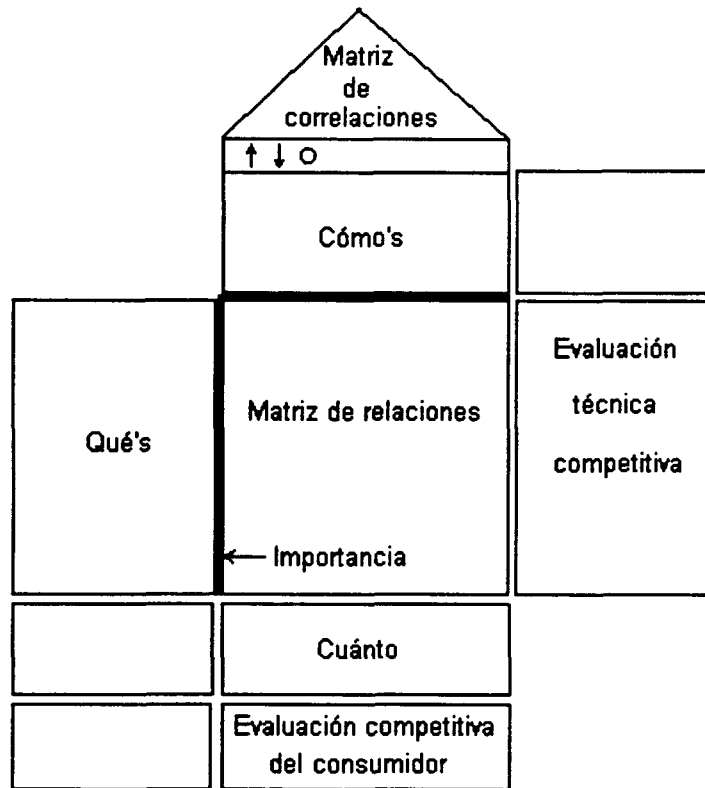 Matriz
de
correlaciones
↑ ↓ O
Cómo's
Qué's
Matriz de relaciones
Importancia
Evaluación
técnica
competitiva
Cuánto
Evaluación competitiva
del consumidor